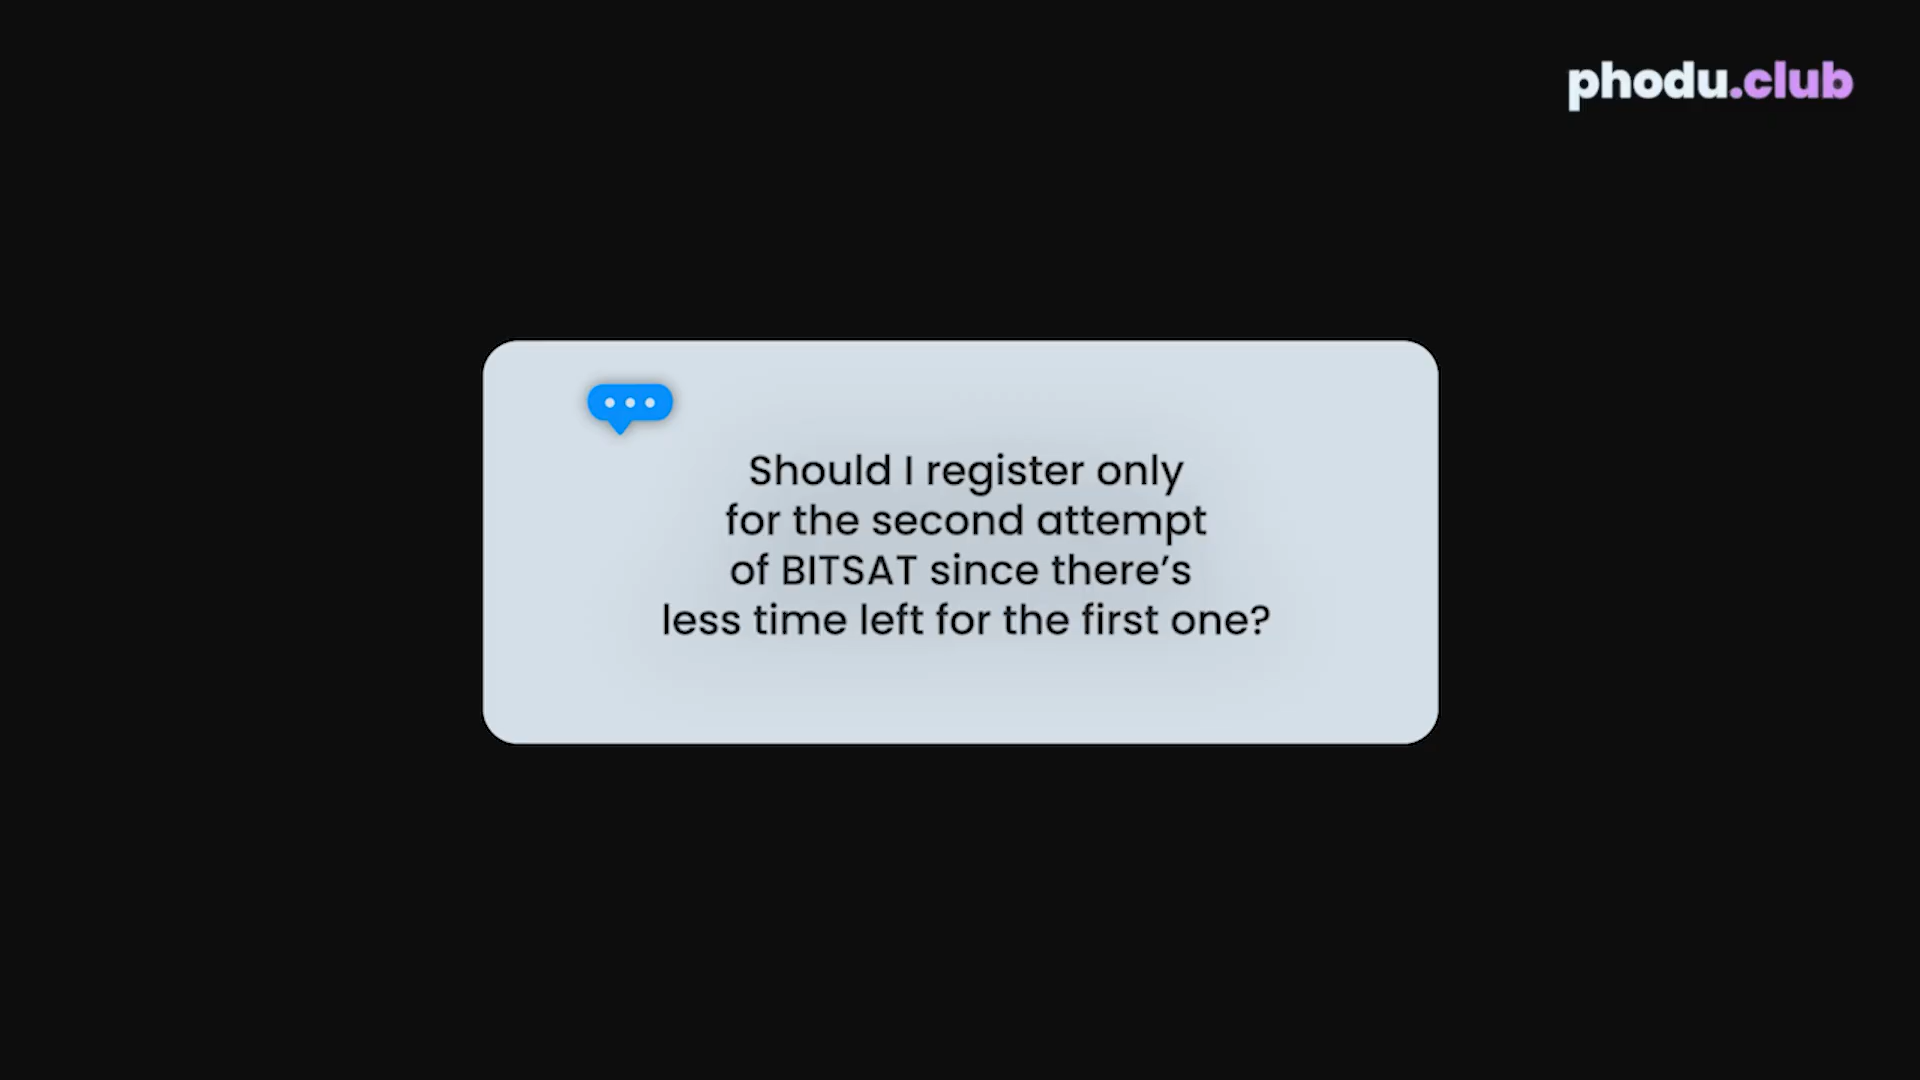 phodu.club
Should I register only
for the second attempt
of BITSAT since there’s
less time left for the first one?